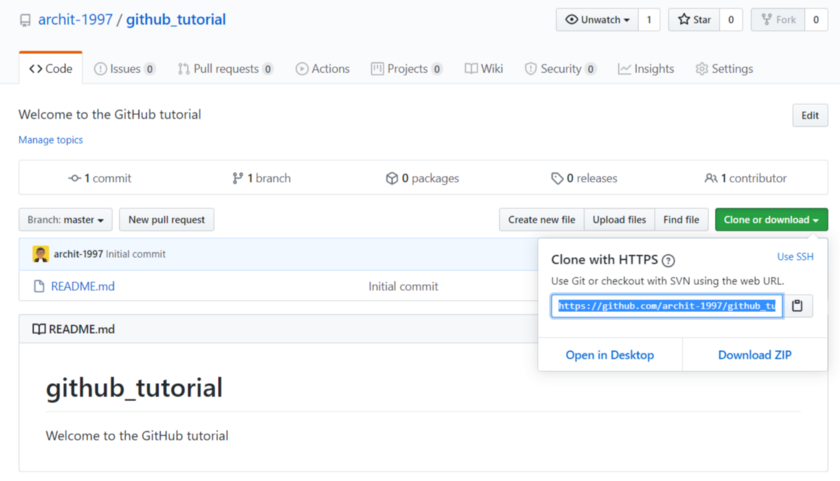 archit-1997 / github_tutorial
Unwatch 1 Star 0 Fork 0
Code Issues 0 Pull requests 0 Actions Projects 0 Wiki Security 0 Insights Settings
Welcome to the GitHub tutorial
Edit
Manage topics
1 commit 1 branch 0 packages 0 releases 1 contributor
Branch: master New pull request Create new file Upload files Find file Clone or download
archit-1997 Initial commit
README.md Initial commit
Clone with HTTPS ? Use SSH
Use Git or checkout with SVN using the web URL.
https://github.com/archit-1997/github_tu
Open in Desktop Download ZIP
README.md
github_tutorial
Welcome to the GitHub tutorial